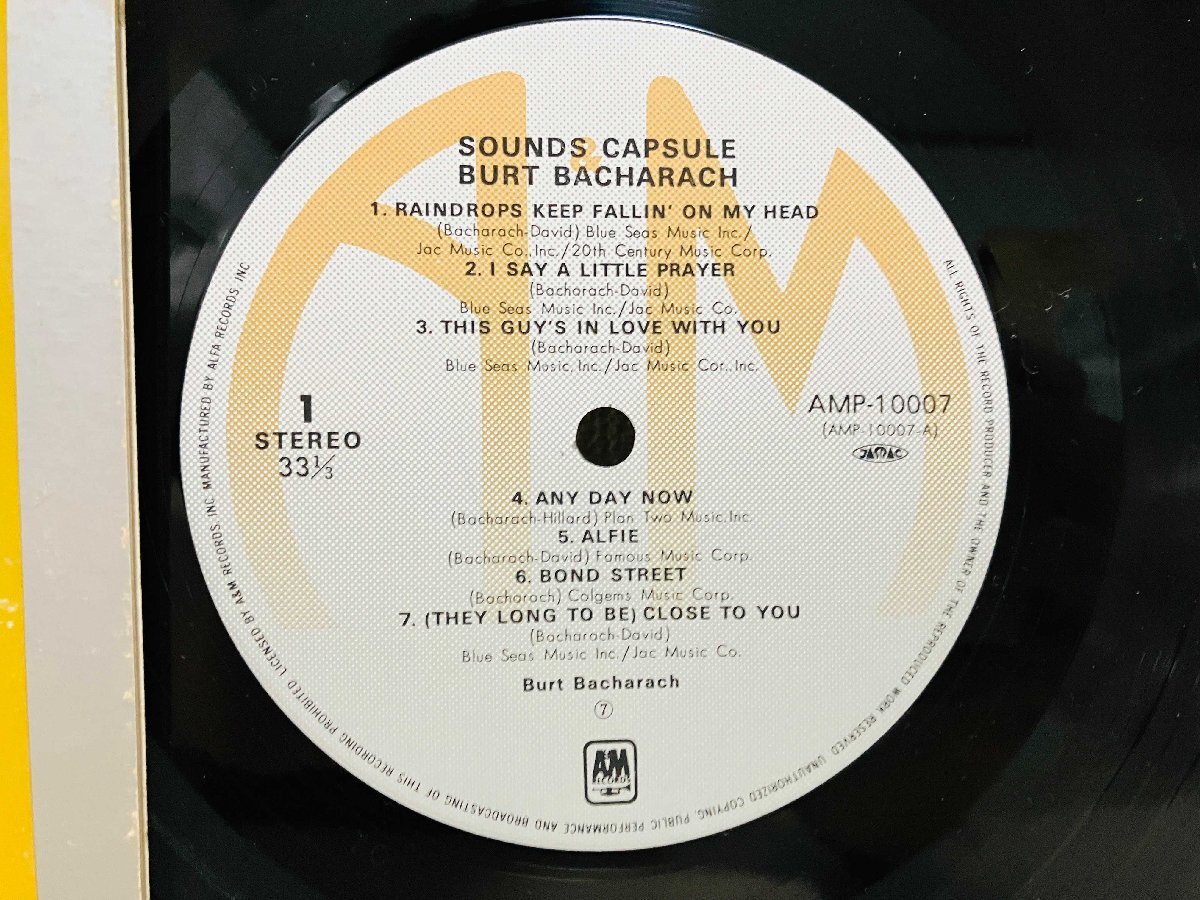 SOUNDS CAPSULE
&
BURT BACHARACH
1. RAINDROPS KEEP FALLIN' ON MY HEAD
(Bacharach-David) Blue Seas Music Inc./
Jac Music Co., Inc./20th Century Music Corp.
2. I SAY A LITTLE PRAYER
(Bacharach-David)
Blue Seas Music Inc./Jac Music Co.
3. THIS GUY'S IN LOVE WITH YOU
(Bacharach-David)
Blue Seas Music, Inc./Jac Music Cor., Inc.
1
STEREO
33⅓
AMP-10007
(AMP-10007-A)
JAMAC
4. ANY DAY NOW
(Bacharach-Hillard) Plan Two Music, Inc.
5. ALFIE
(Bacharach-David) Famous Music Corp.
6. BOND STREET
(Bacharach) Colgems Music Corp.
7. (THEY LONG TO BE) CLOSE TO YOU
(Bacharach-David)
Blue Seas Music Inc./Jac Music Co.
Burt Bacharach
⑦
A&M
RECORDS
ALL RIGHTS OF THE RECORD PRODUCER AND THE OWNER OF THE REPRODUCED WORK RESERVED. UNAUTHORIZED COPYING, PUBLIC PERFORMANCE AND BROADCASTING OF THIS RECORDING PROHIBITED. LICENSED BY A&M RECORDS INC MANUFACTURED BY ALFA RECORDS INC